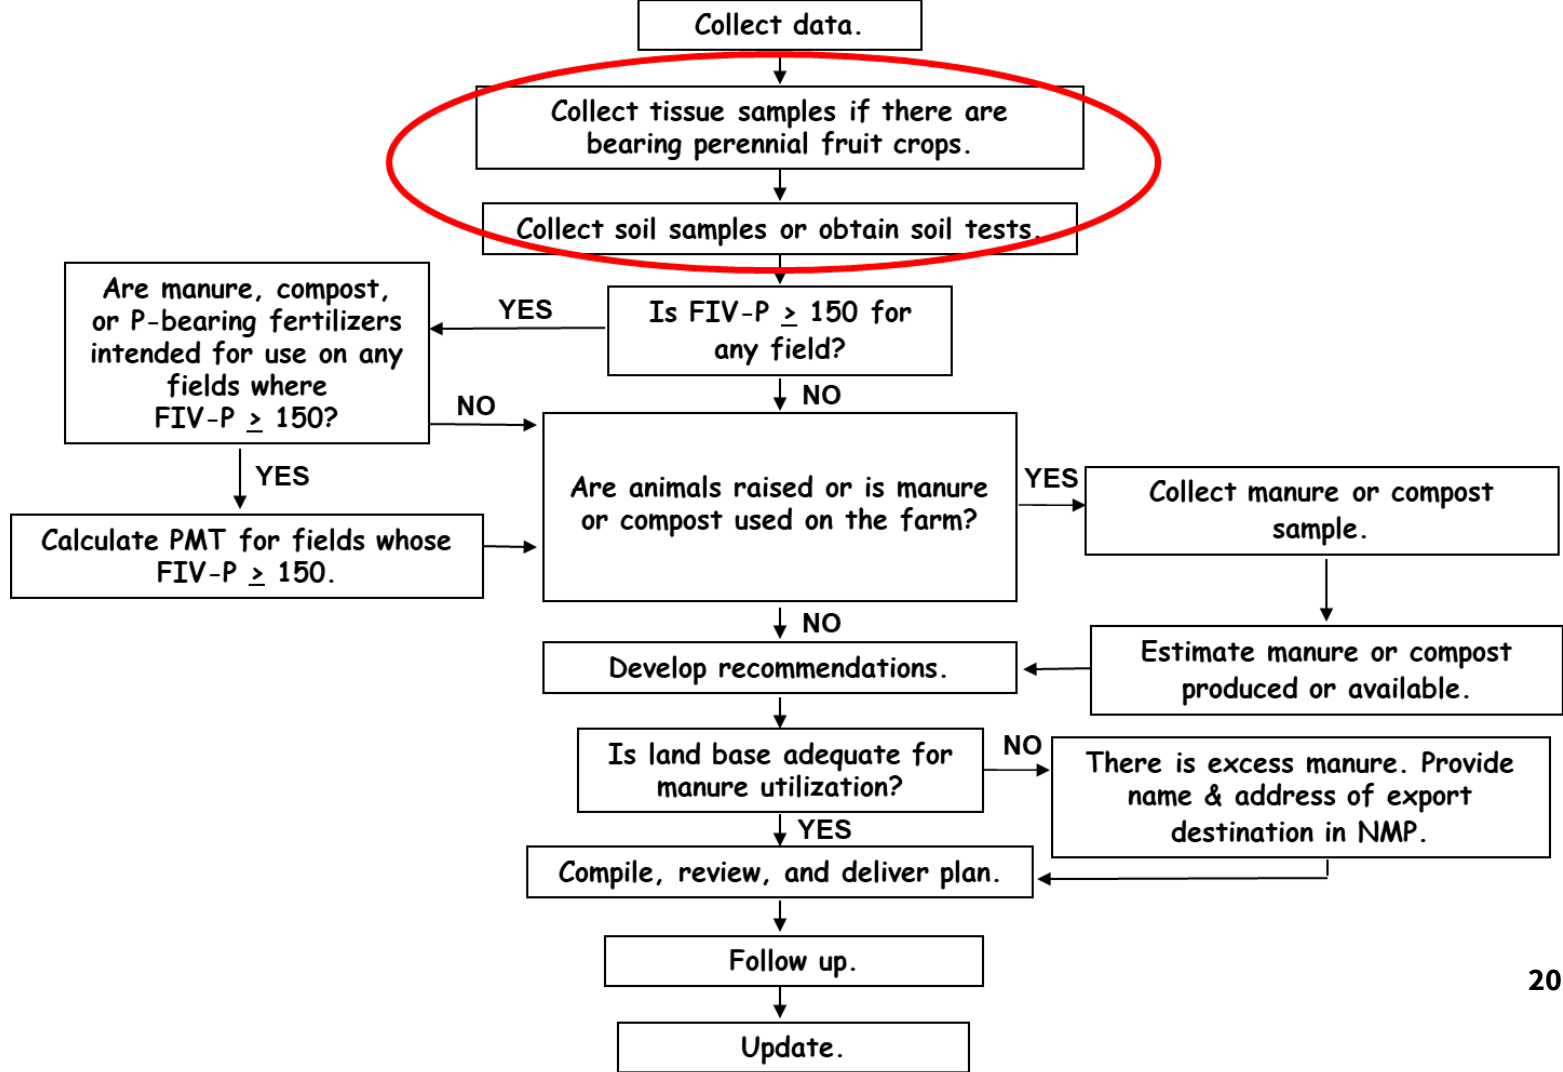 Collect data.
Collect tissue samples if there are
bearing perennial fruit crops.
Collect soil samples or obtain soil tests.
Are manure, compost,
or P-bearing fertilizers
intended for use on any
fields where
FIV-P ≥ 150?
YES
Is FIV-P ≥ 150 for
any field?
NO
NO
YES
Calculate PMT for fields whose
FIV-P ≥ 150.
Are animals raised or is manure
or compost used on the farm?
YES
Collect manure or compost
sample.
NO
Estimate manure or compost
produced or available.
Develop recommendations.
Is land base adequate for
manure utilization?
NO
There is excess manure. Provide
name & address of export
destination in NMP.
YES
Compile, review, and deliver plan.
Follow up.
Update.
20